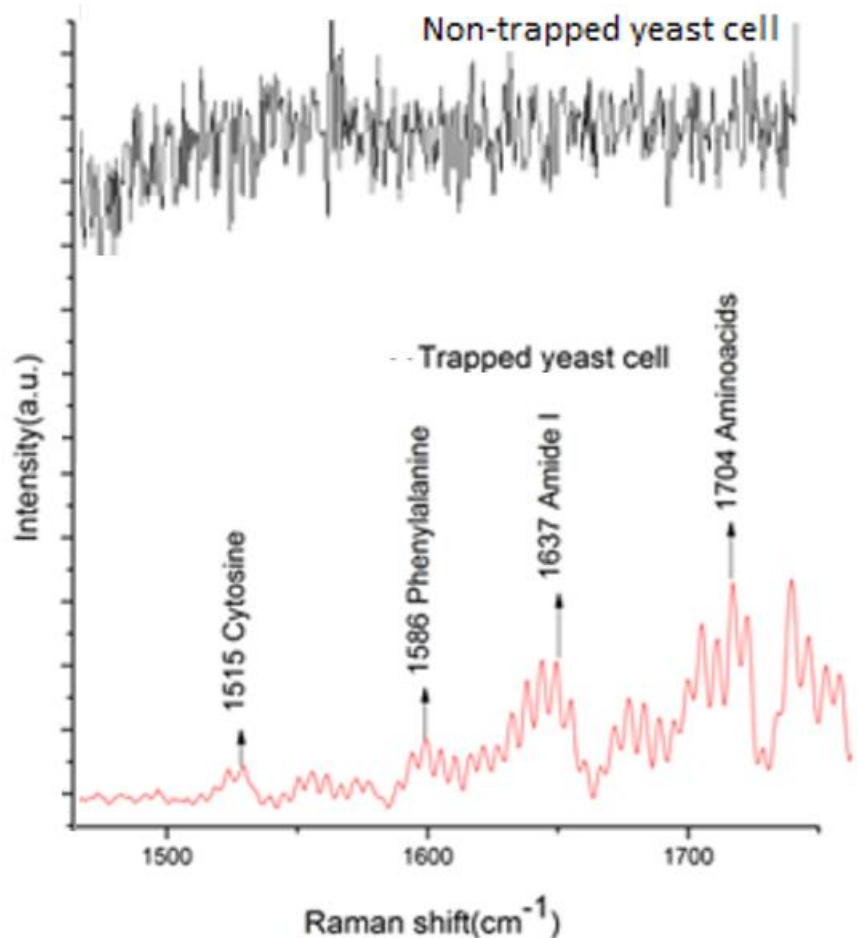 Non-trapped yeast cell
Intensity(a.u.)
- - Trapped yeast cell
1515 Cytosine
1586 Phenylalanine
1637 Amide I
1704 Aminoacids
1500
1600
1700
Raman shift(cm⁻¹)